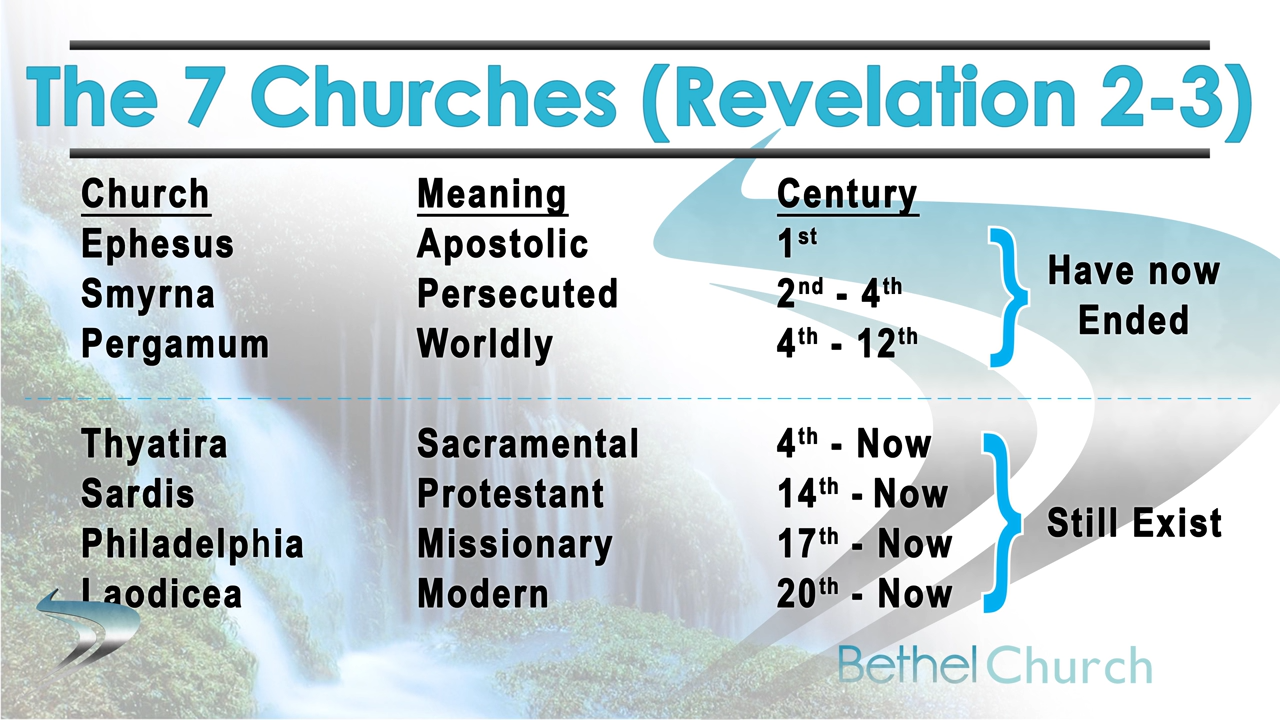 The 7 Churches (Revelation 2-3)
Church Meaning Century
Ephesus Apostolic 1st
Smyrna Persecuted 2nd - 4th
Pergamum Worldly 4th - 12th
Have now
Ended
Thyatira Sacramental 4th - Now
Sardis Protestant 14th - Now
Philadelphia Missionary 17th - Now
Laodicea Modern 20th - Now
Still Exist
Bethel Church